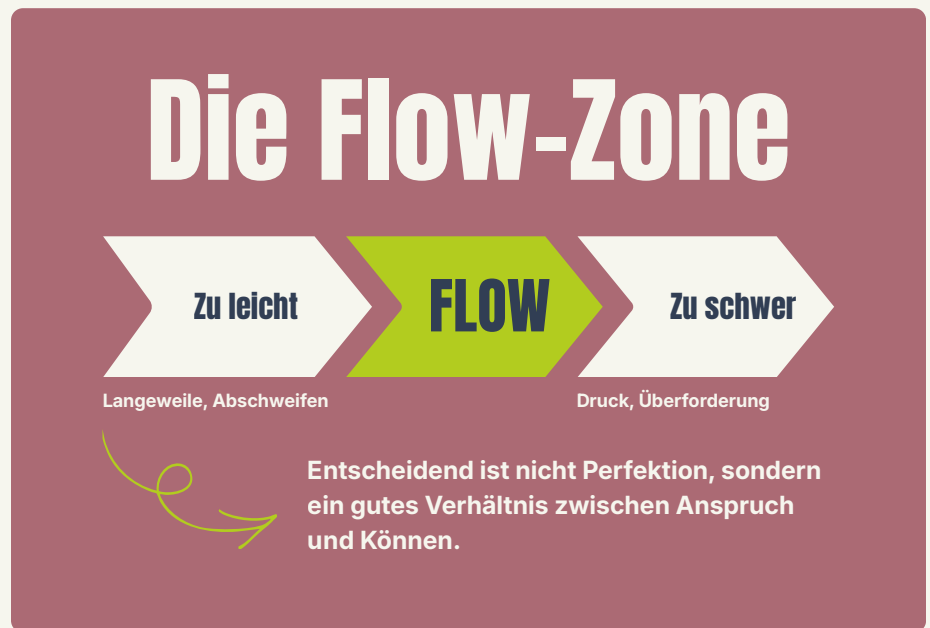 Die Flow-Zone
Zu leicht
FLOW
Zu schwer
Langeweile, Abschweifen
Druck, Überforderung
Entscheidend ist nicht Perfektion, sondern
ein gutes Verhältnis zwischen Anspruch
und Können.